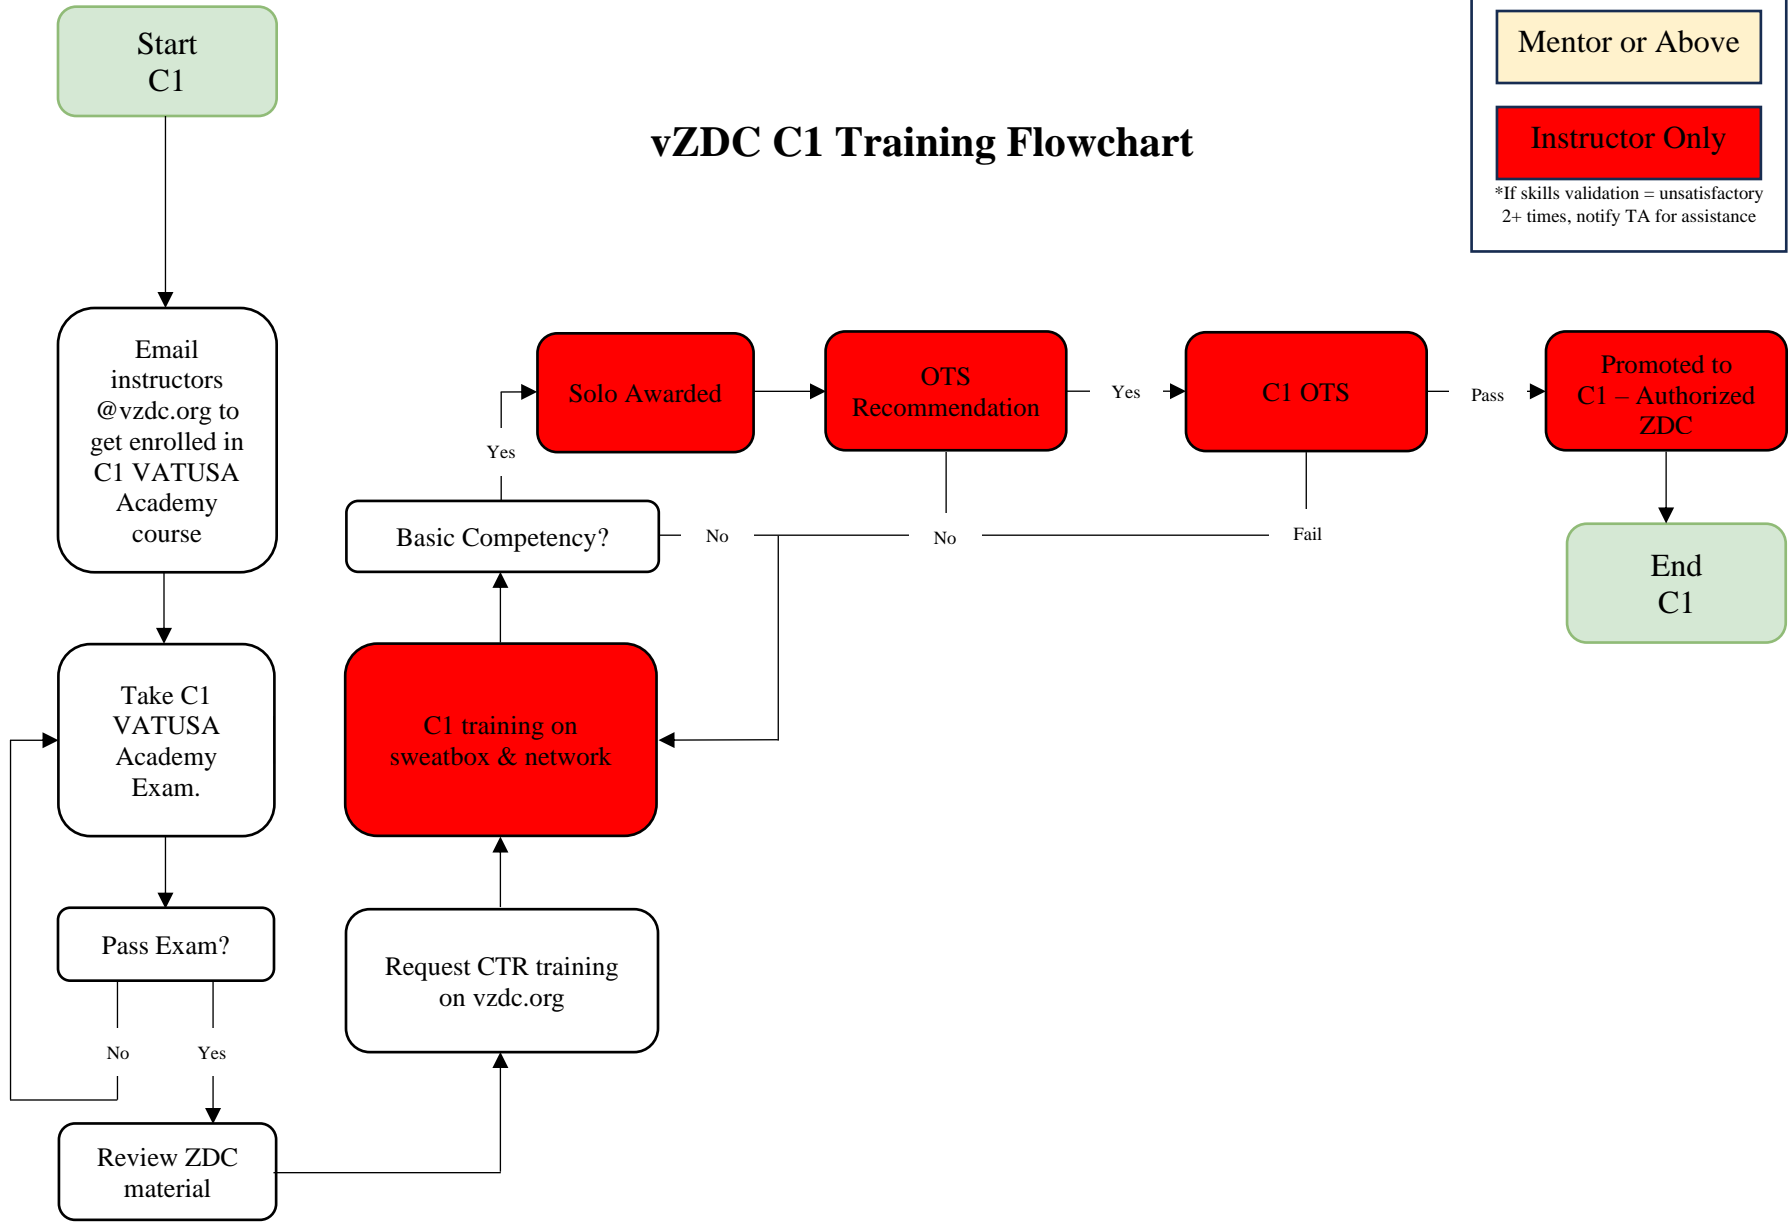 Start
C1
Mentor or Above
Instructor Only
*If skills validation = unsatisfactory
2+ times, notify TA for assistance
vZDC C1 Training Flowchart
Email
instructors
@vzdc.org to
get enrolled in
C1 VATUSA
Academy
course
Take C1
VATUSA
Academy
Exam.
Pass Exam?
No
Yes
Review ZDC
material
Request CTR training
on vzdc.org
C1 training on
sweatbox & network
Basic Competency?
Yes
No
Solo Awarded
OTS
Recommendation
Yes
No
C1 OTS
Pass
Fail
Promoted to
C1 – Authorized
ZDC
End
C1